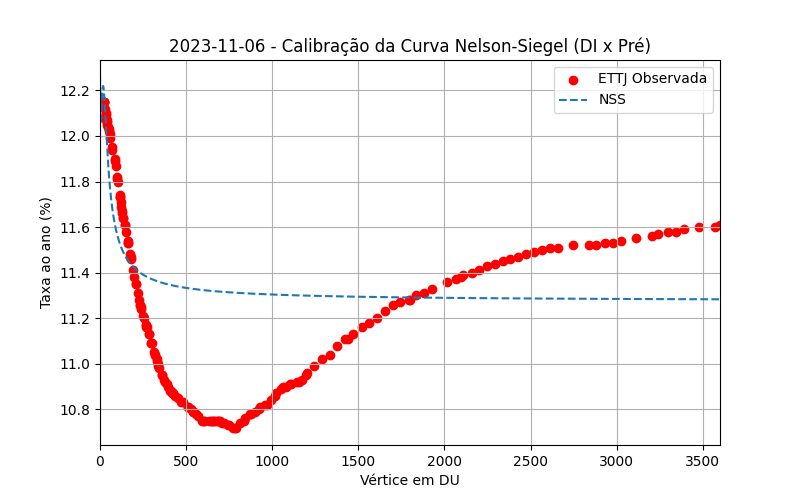 2023-11-06 - Calibração da Curva Nelson-Siegel (DI x Pré)
ETTJ Observada
NSS
Taxa ao ano (%)
12.2
12.0
11.8
11.6
11.4
11.2
11.0
10.8
0 500 1000 1500 2000 2500 3000 3500
Vértice em DU